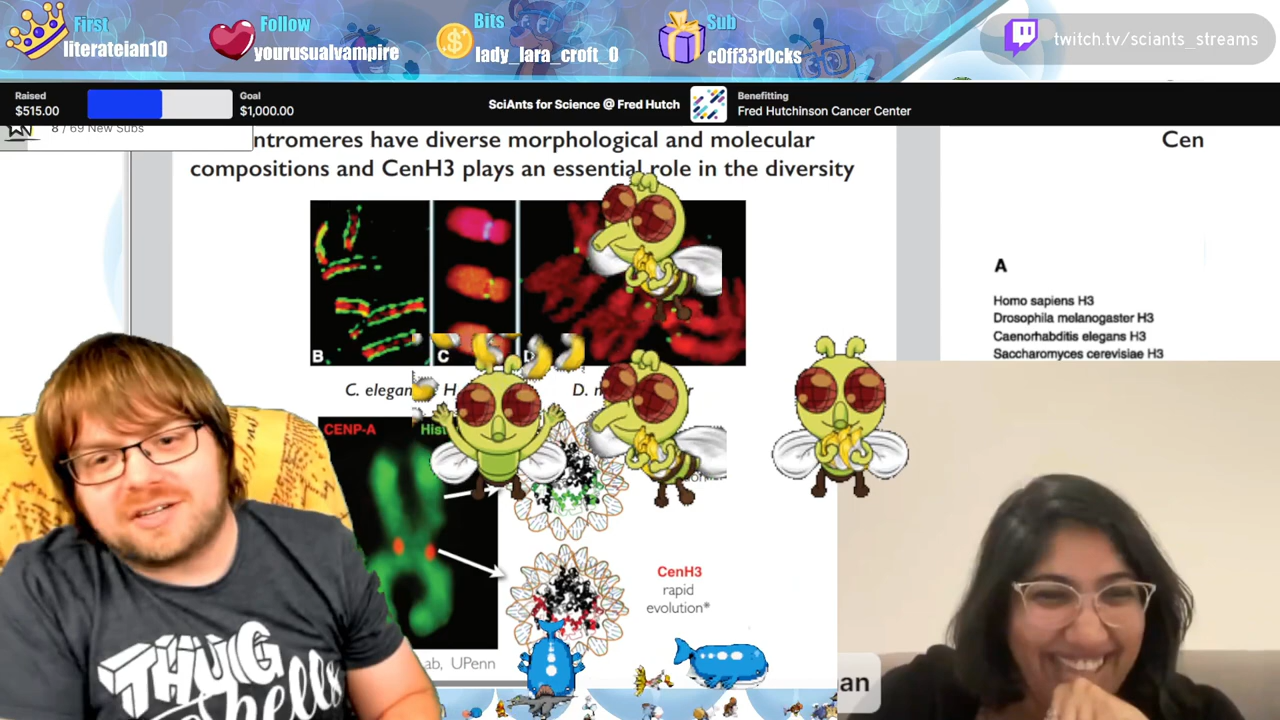 First
literateian10
Follow
yourusualvampire
Bits
lady_lara_croft_0
Sub
c0ff33r0cks
twitch.tv/sciants_streams
Raised
$515.00
Goal
$1,000.00
SciAnts for Science @ Fred Hutch
Benefitting
Fred Hutchinson Cancer Center
8 / 69 New Subs
ntromeres have diverse morphological and molecular
compositions and CenH3 plays an essential role in the diversity
Cen
A
Homo sapiens H3
Drosophila melanogaster H3
Caenorhabditis elegans H3
Saccharomyces cerevisiae H3
B
C
D
C. elegan
H
D. m
CENP-A
His
CenH3
rapid
evolution*
ab, UPenn
THUG
an